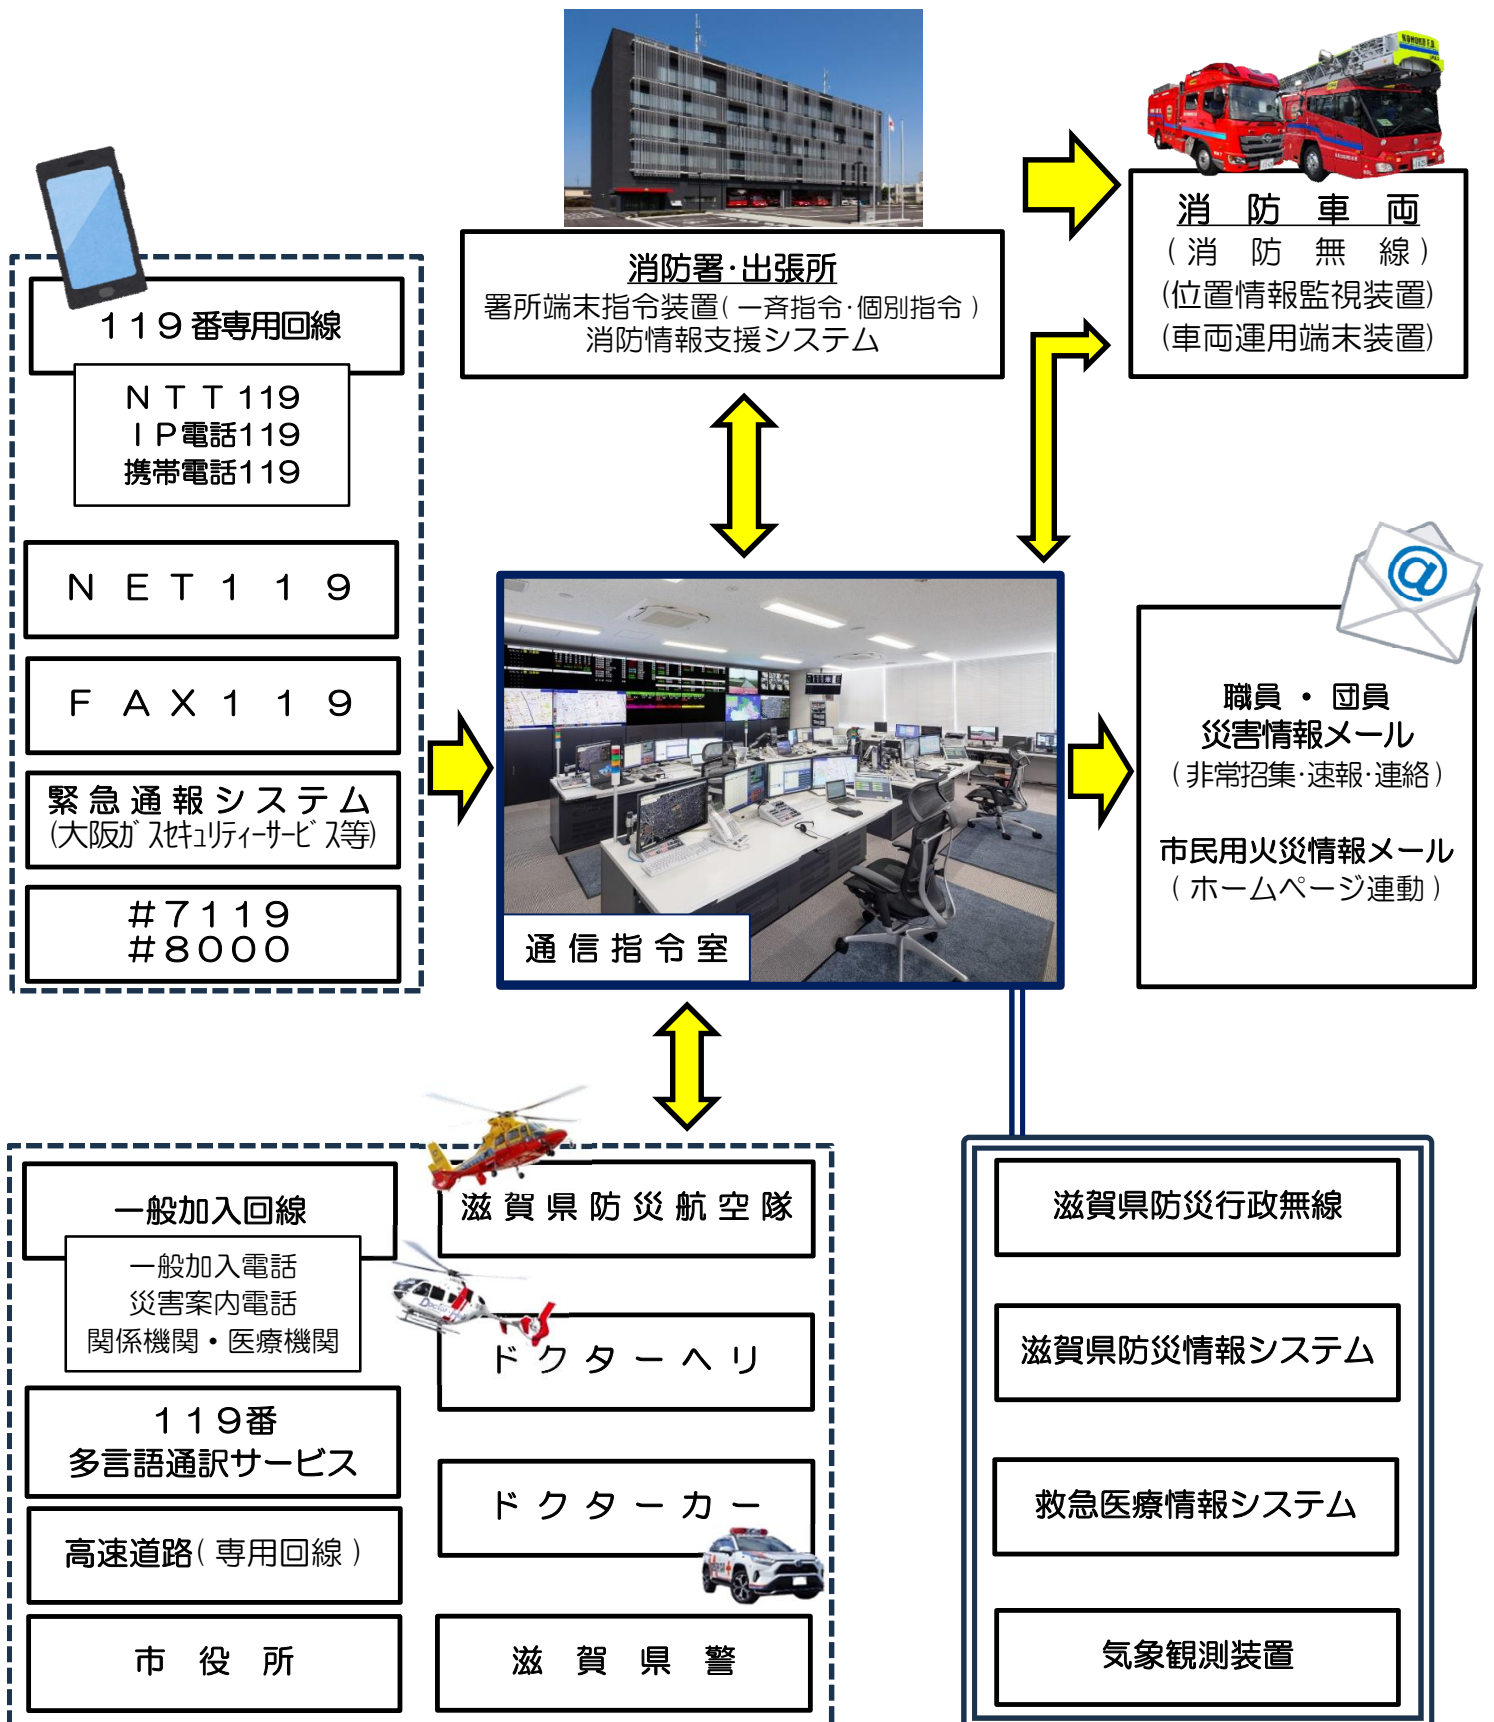 消防署・出張所
署所端末指令装置(一斉指令・個別指令)
消防情報支援システム
消防車両
(消防無線)
(位置情報監視装置)
(車両運用端末装置)
119番専用回線
NTT119
IP電話119
携帯電話119
NET119
FAX119
緊急通報システム
(大阪ガスセキュリティーサービス等)
#7119
#8000
通信指令室
職員・団員
災害情報メール
(非常招集・速報・連絡)
市民用火災情報メール
(ホームページ連動)
一般加入回線
一般加入電話
災害案内電話
関係機関・医療機関
119番
多言語通訳サービス
高速道路(専用回線)
市役所
滋賀県防災航空隊
ドクターヘリ
ドクターカー
滋賀県警
滋賀県防災行政無線
滋賀県防災情報システム
救急医療情報システム
気象観測装置